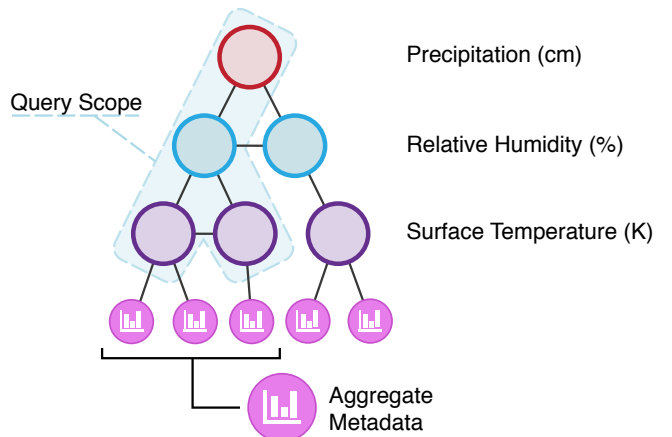 Precipitation (cm)
Query Scope
Relative Humidity (%)
Surface Temperature (K)
Aggregate
Metadata